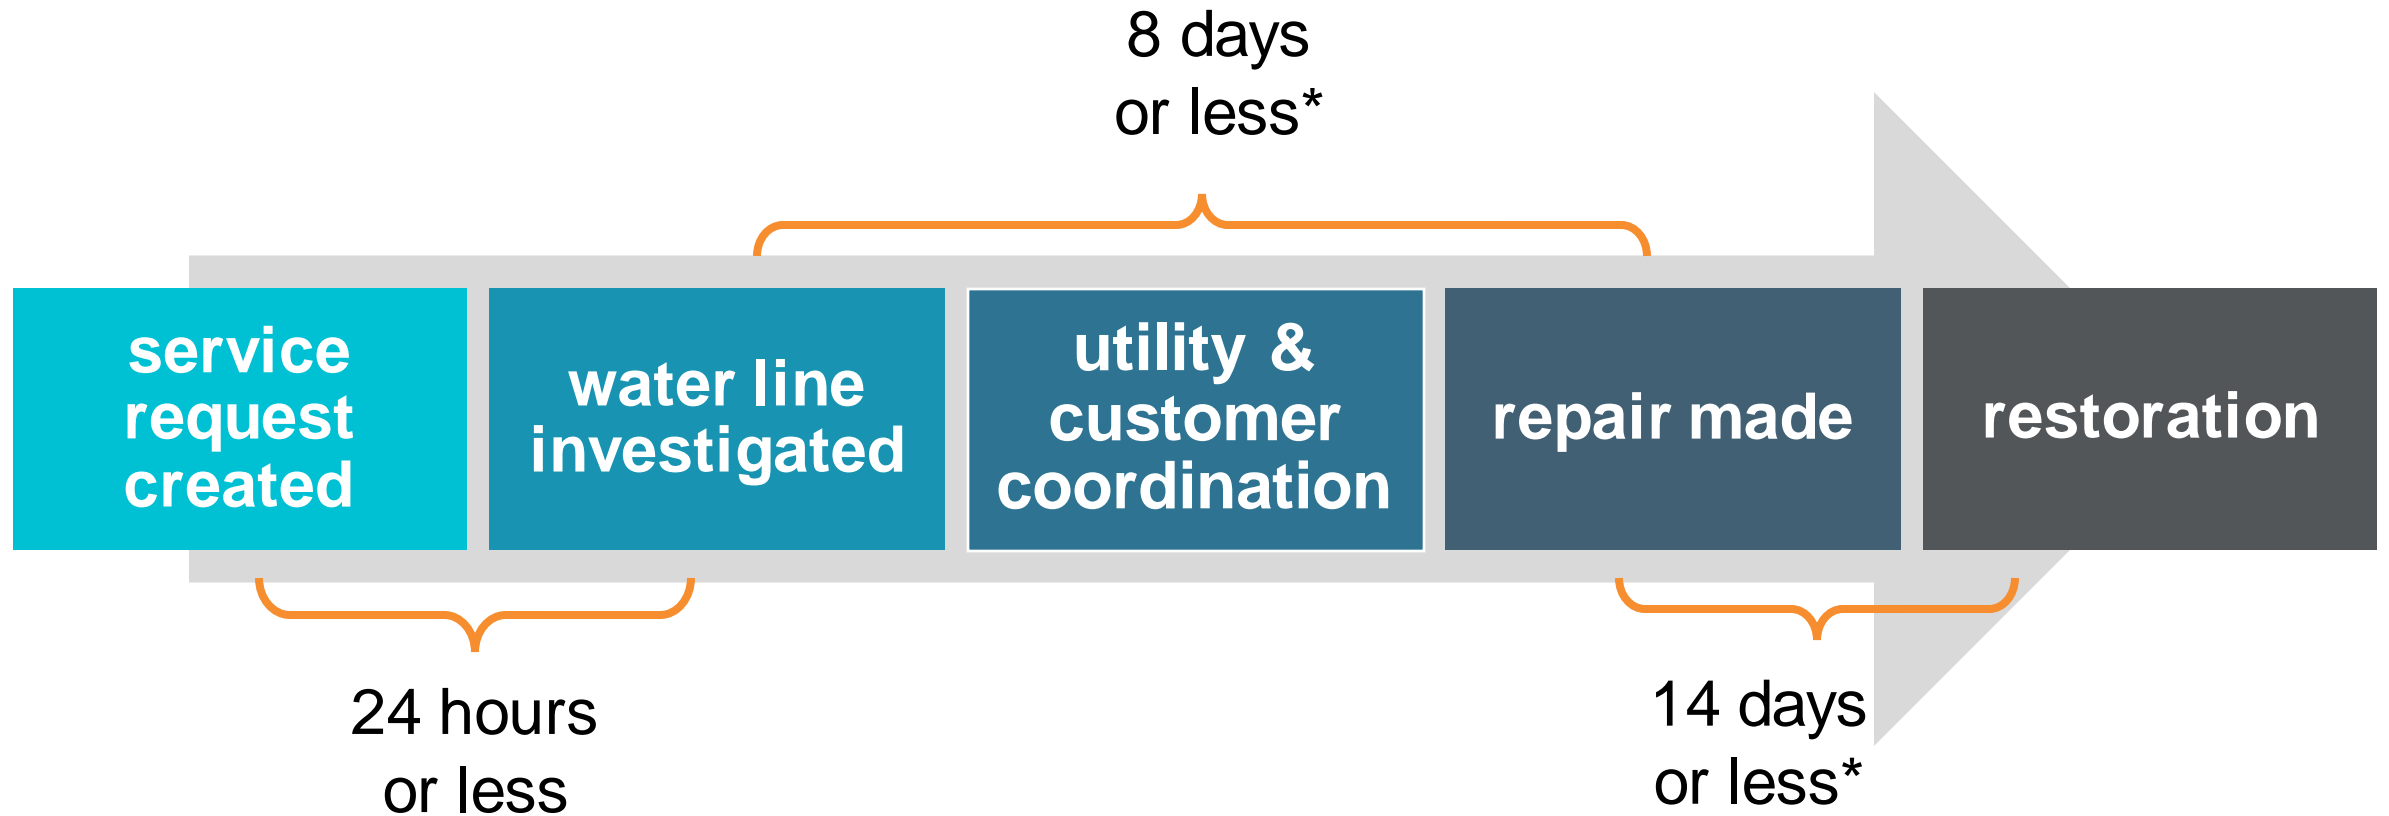 8 days
or less*
service
request
created
water line
investigated
utility &
customer
coordination
repair made
restoration
24 hours
or less
14 days
or less*